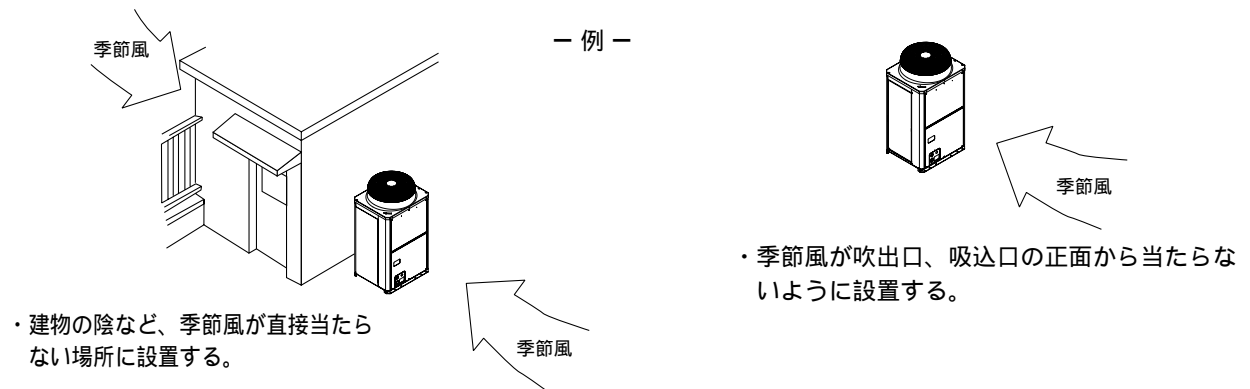 季節風
ー 例 ー
季節風
・建物の陰など、季節風が直接当たら
ない場所に設置する。
季節風
・季節風が吹出口、吸込口の正面から当たらな
いように設置する。